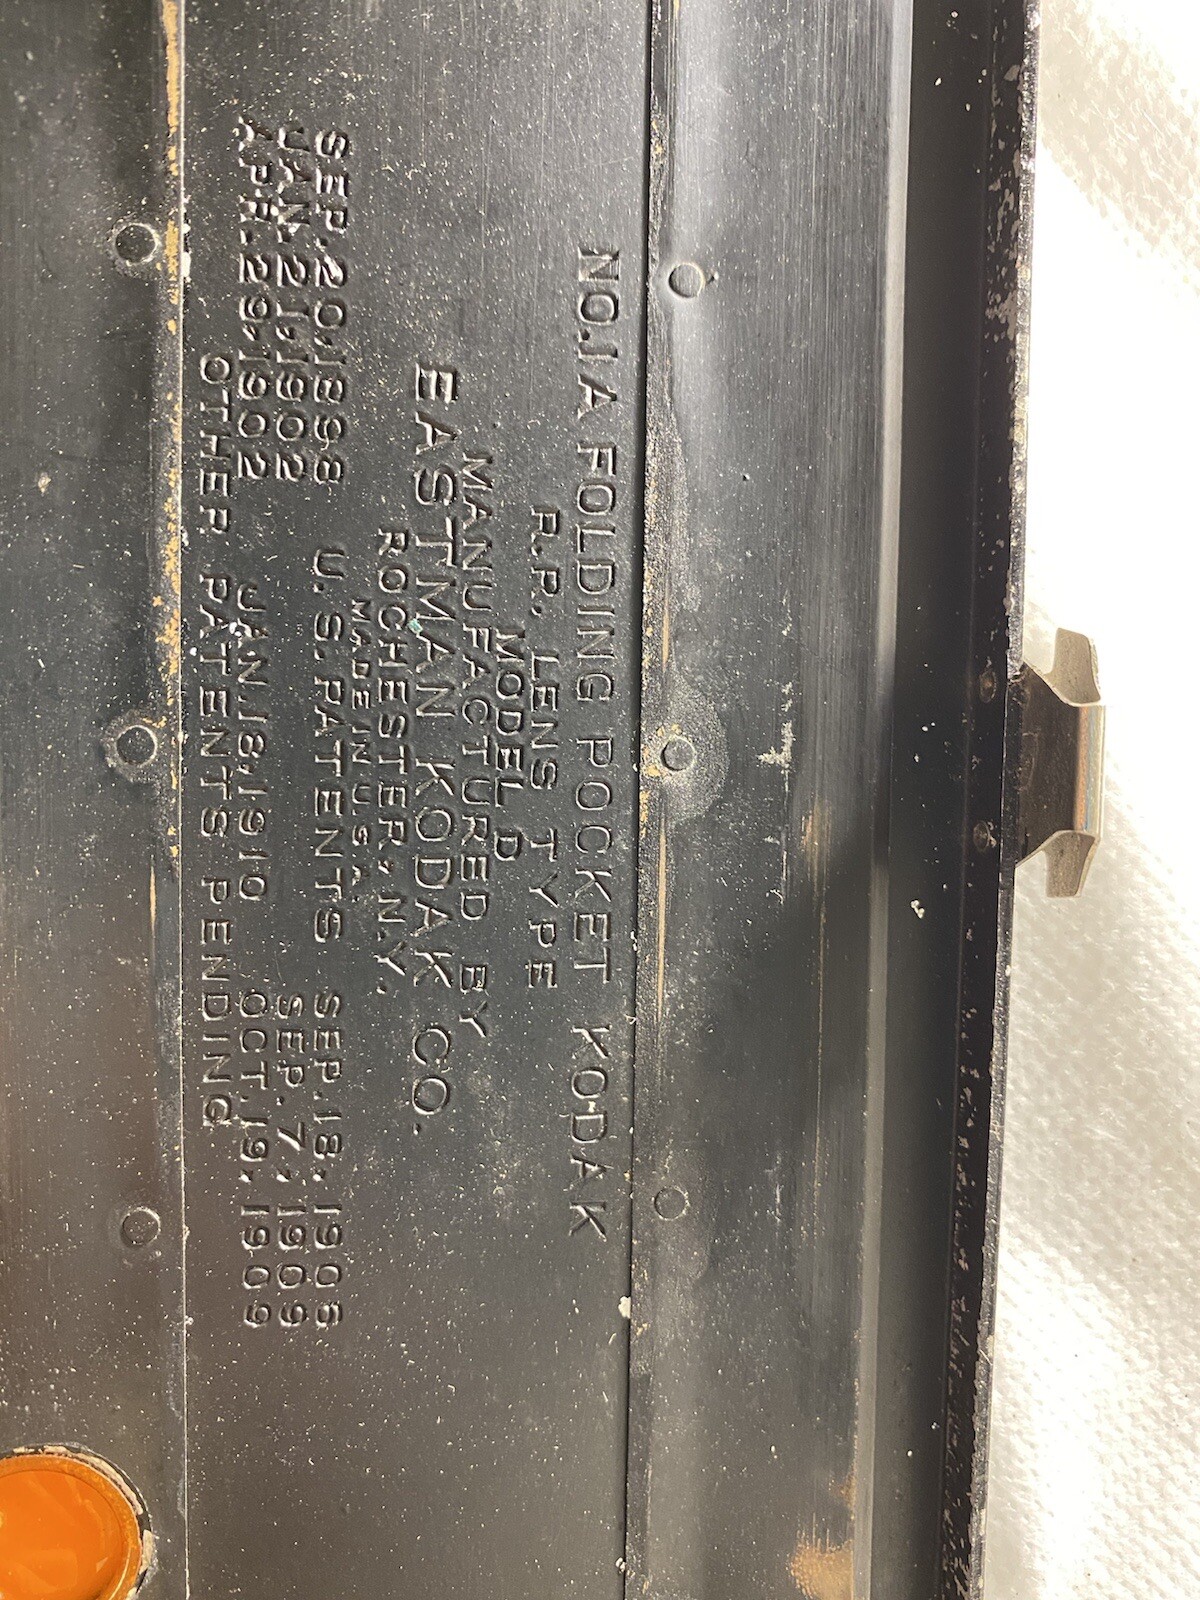 NO.1A FOLDING POCKET KODAK
R.R. LENS TYPE
MODEL D
MANUFACTURED BY
EASTMAN KODAK CO.
ROCHESTER, N.Y.
MADE IN U.S.A.
SEP. 20, 1898 U.S. PATENTS SEP. 18, 1906
JAN. 21, 1902 SEP. 7, 1909
APR. 29, 1902 JAN. 18, 1910 OCT. 19, 1909
OTHER PATENTS PENDING